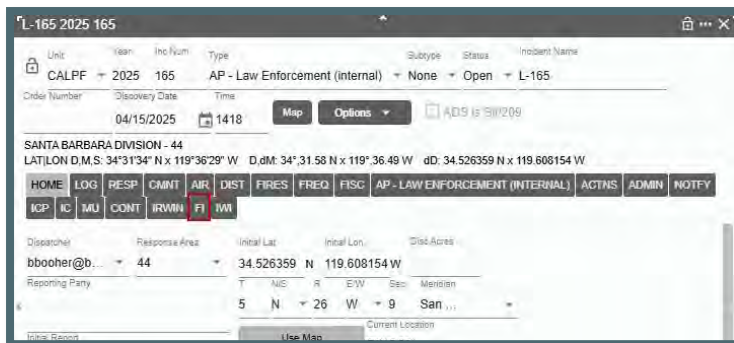 L-165 2025 165
Unit Year Inc Num Type Subtype Status Incident Name
CALPF 2025 165 AP - Law Enforcement (internal) None Open L-165
Order Number Discovery Date Time
04/15/2025 1418 Map Options ADS is 
SANTA BARBARA DIVISION - 44
LAT|LON D,M,S: 34°31'34" N x 119°36'29" W D,dM: 34°,31.58 N x 119°,36.49 W dD: 34.526359 N x 119.608154 W
HOME LOG RESP CMNT AIR DIST FIRES FREQ FISC AP - LAW ENFORCEMENT (INTERNAL) ACTNS ADMIN NOTFY
ICP IC MU CONT IRWIN FI IWI
Dispatcher Response Area Initial Lat Initial Lon Disc Acres
bbooher@b... 44 34.526359 N 119.608154 W
Reporting Party T N/S R E/W Sec Meridian
5 N 26 W 9 San ...
Current Location
Initial Report Use Map